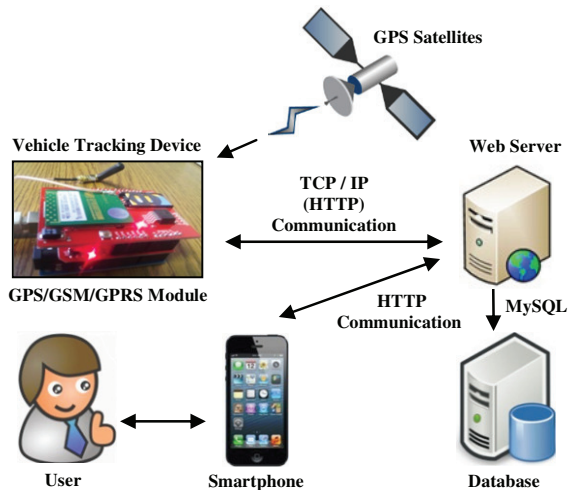 GPS Satellites
Vehicle Tracking Device
Web Server
TCP / IP
(HTTP)
Communication
GPS/GSM/GPRS Module
HTTP
Communication
MySQL
User
Smartphone
Database